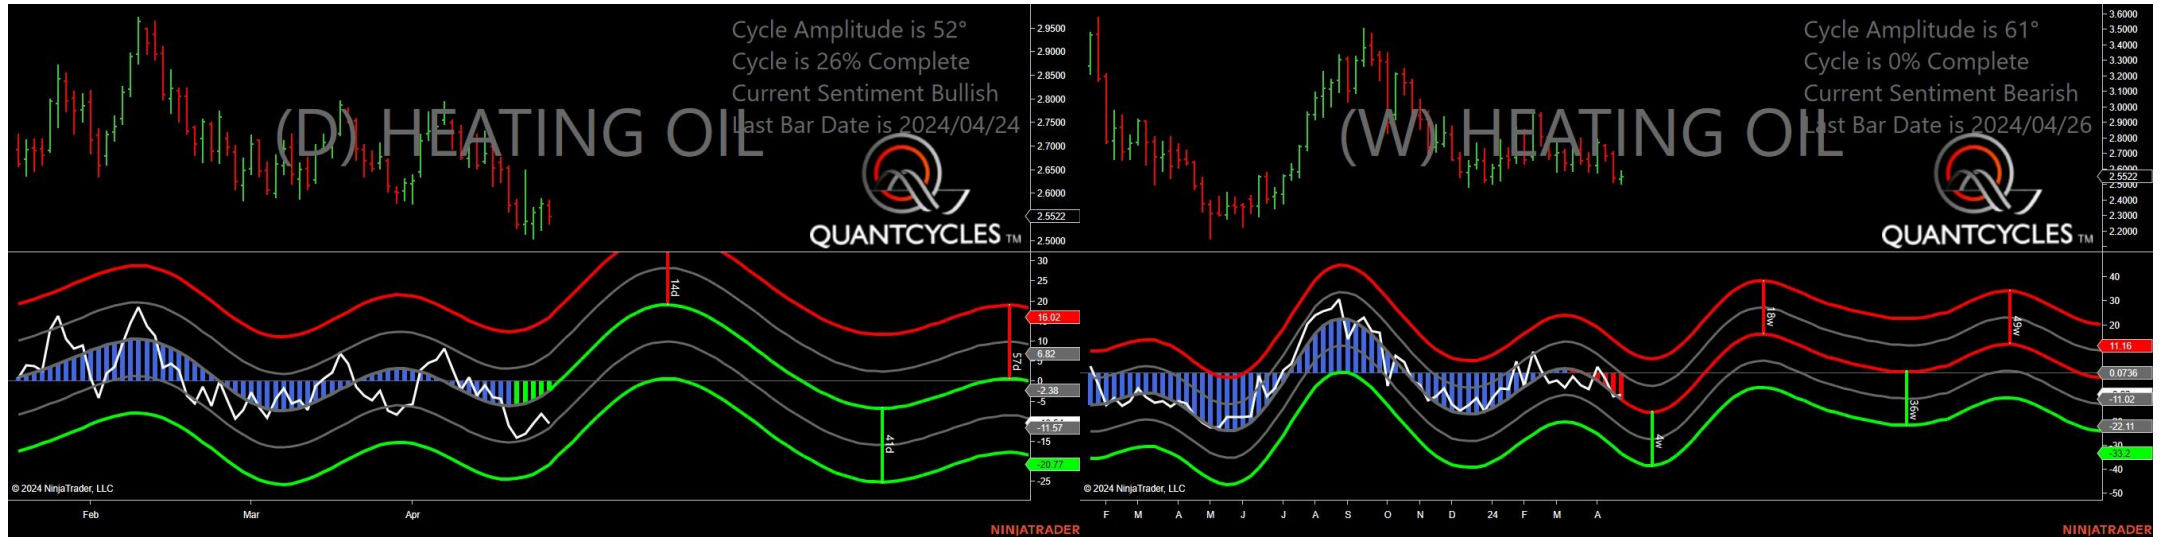 Cycle Amplitude is 52°
Cycle is 26% Complete
Current Sentiment Bullish
Last Bar Date is 2024/04/24
(D) HEATING OIL
QUANTCYCLES TM
2.9500
2.9000
2.8500
2.8000
2.7500
2.7000
2.6500
2.6000
2.5522
2.5000
30
25
20
16.02
10
6.82
5
0
-2.38
-5
-11.57
-15
-20.77
-25
14d
41d
57d
© 2024 NinjaTrader, LLC
Feb Mar Apr
NINJATRADER
Cycle Amplitude is 61°
Cycle is 0% Complete
Current Sentiment Bearish
Last Bar Date is 2024/04/26
(W) HEATING OIL
QUANTCYCLES TM
3.6000
3.5000
3.4000
3.3000
3.2000
3.1000
3.0000
2.9000
2.8000
2.7000
2.5522
2.5000
2.4000
2.3000
2.2000
40
30
20
11.16
0.0736
-11.02
-22.11
-30
-33.2
-40
-50
4w
18w
36w
49w
© 2024 NinjaTrader, LLC
F M A M J J A S O N D 24 F M A
NINJATRADER